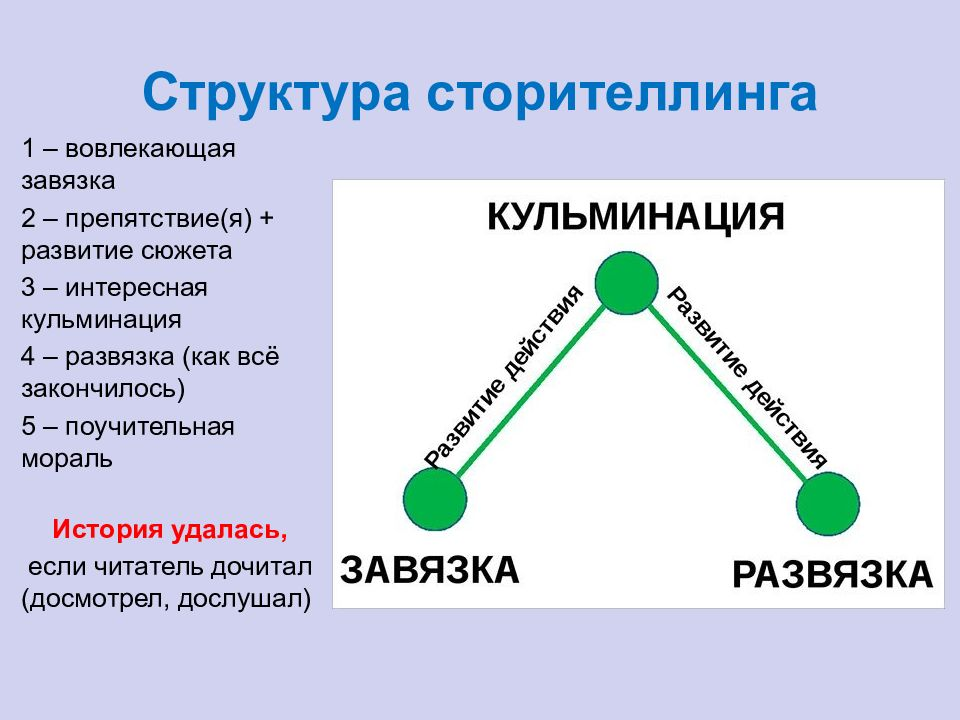 Структура сторителлинга
1 – вовлекающая
завязка
2 – препятствие(я) +
развитие сюжета
3 – интересная
кульминация
4 – развязка (как всё
закончилось)
5 – поучительная
мораль
История удалась,
если читатель дочитал
(досмотрел, дослушал)
КУЛЬМИНАЦИЯ
Развитие действия
Развитие действия
ЗАВЯЗКА
РАЗВЯЗКА